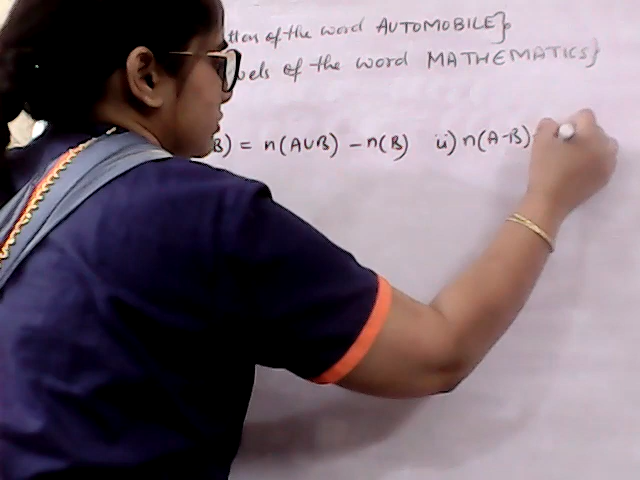 of the word AUTOMOBILE}
of the word MATHEMATICS}
B) = n(A∪B) - n(B) ii) n(A-B)